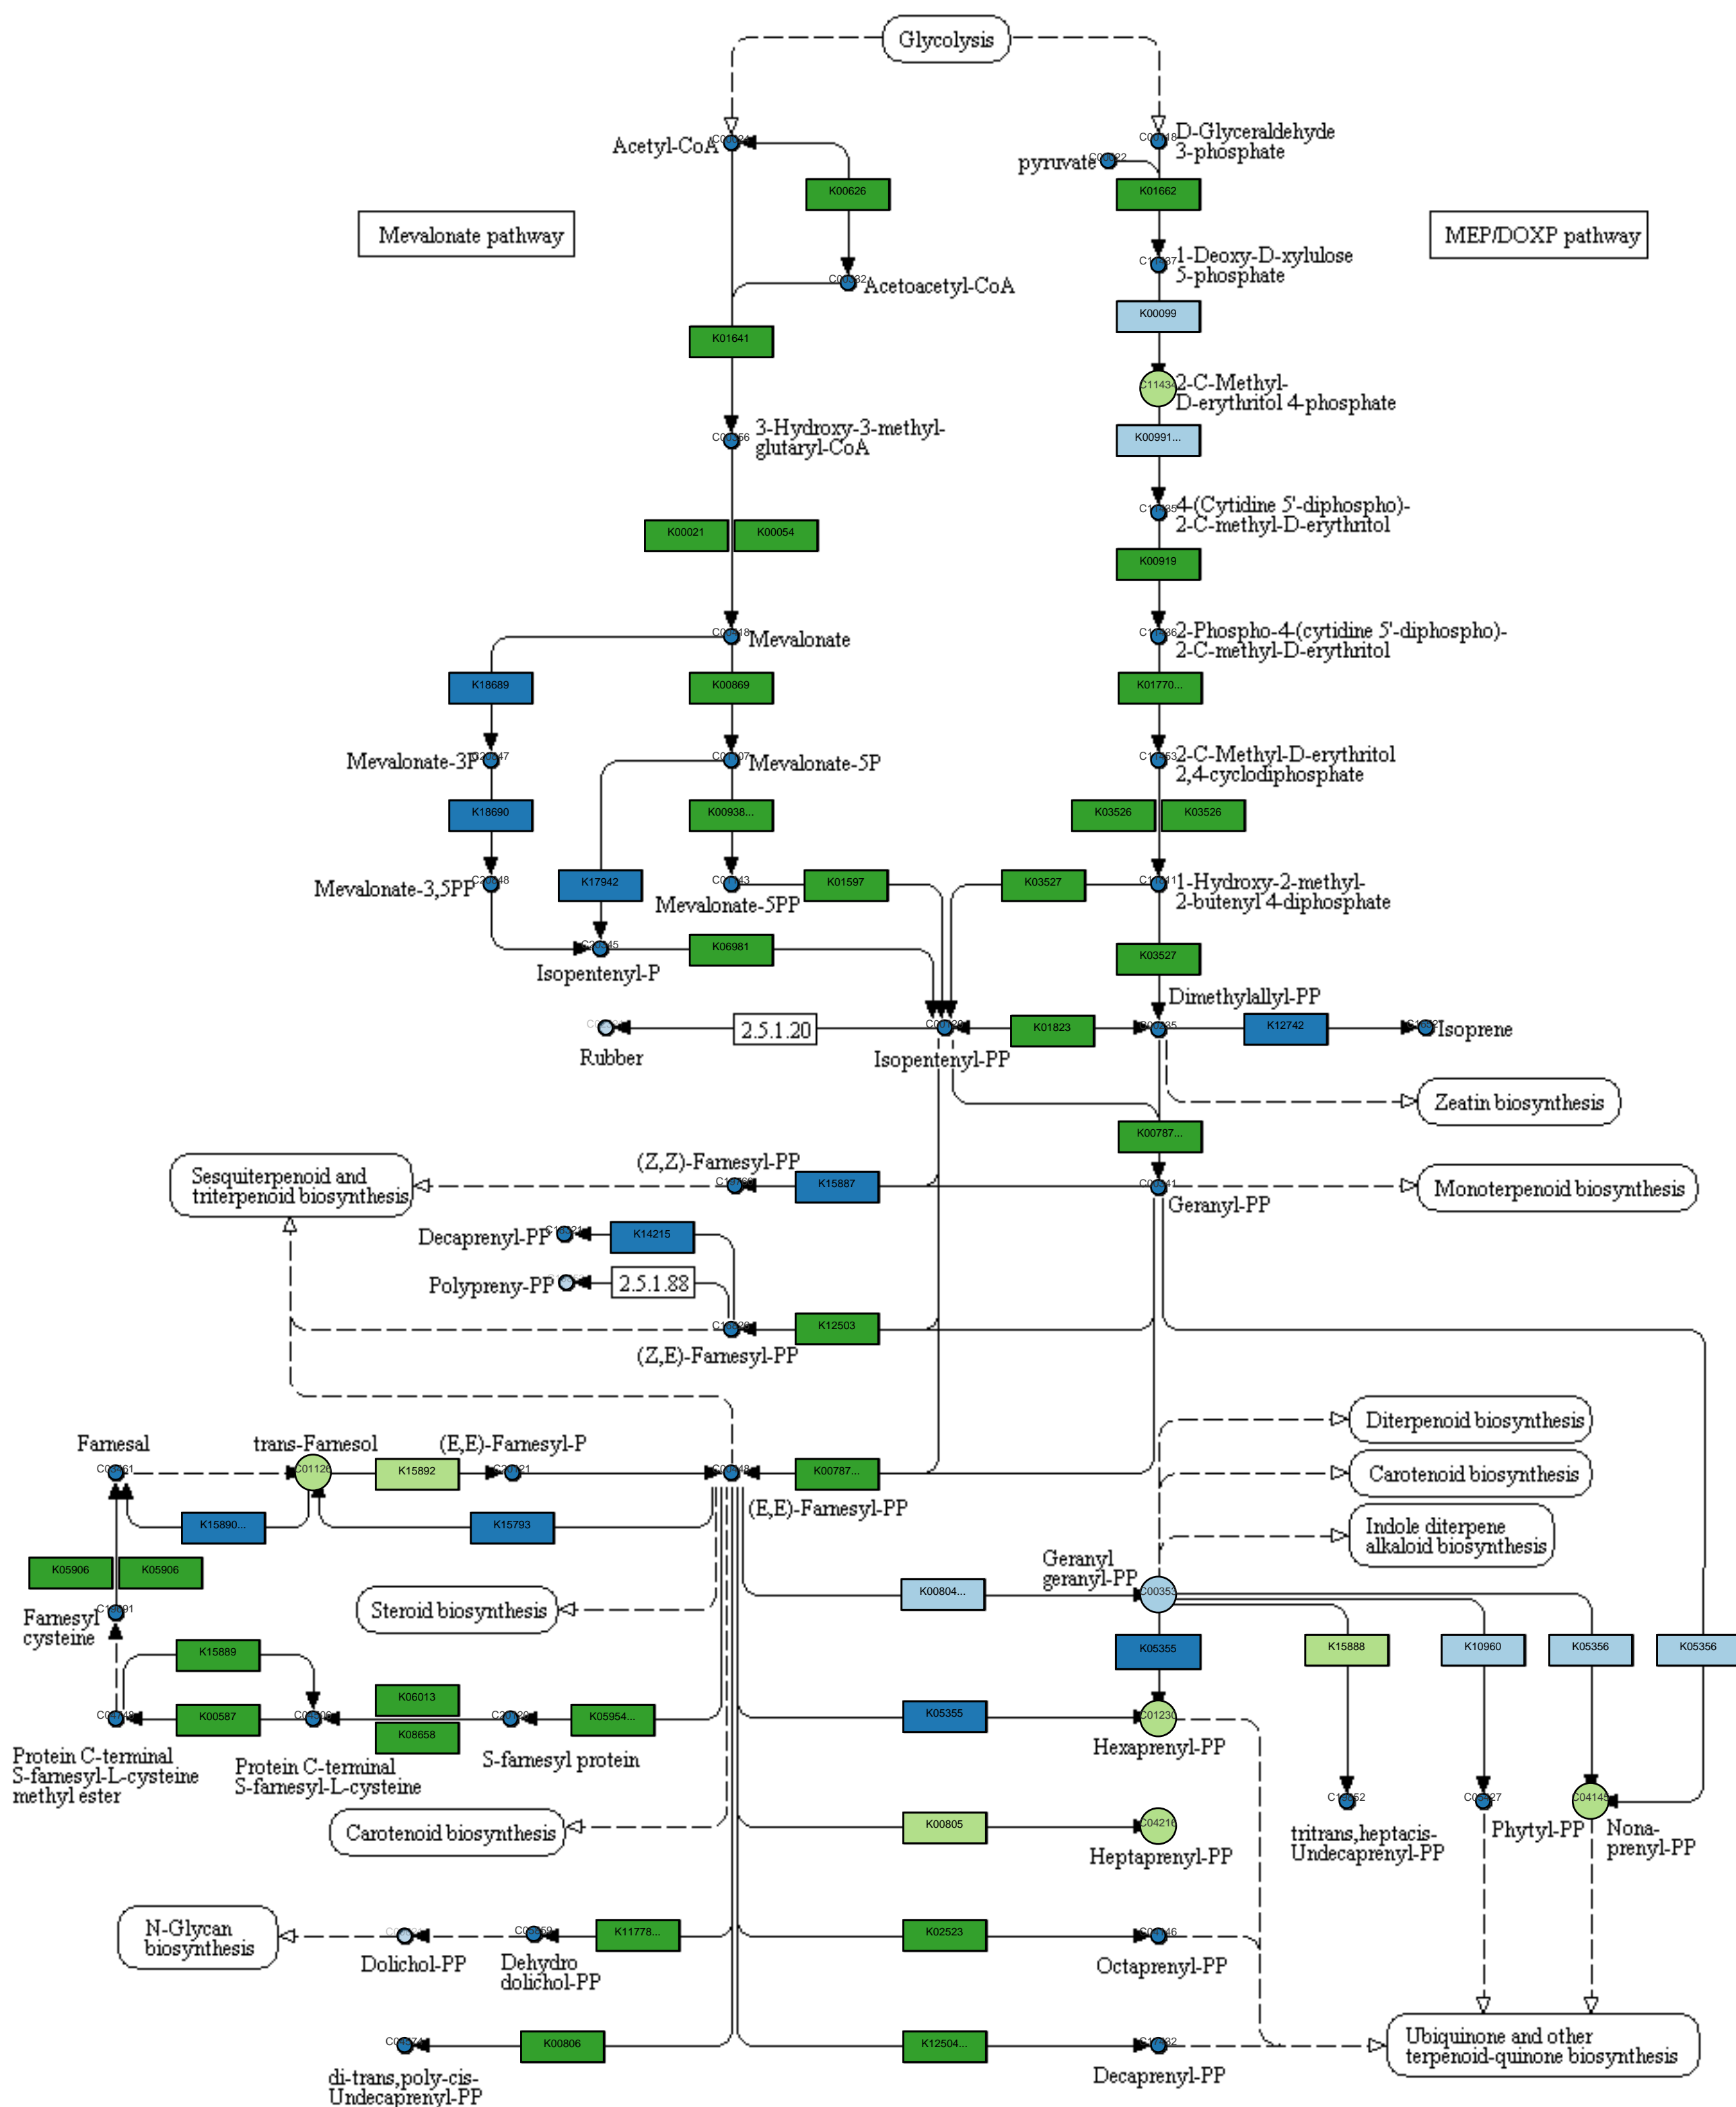 Glycolysis
Acetyl-CoA
D-Glyceraldehyde
3-phosphate
pyruvate
K00626
K01662
Mevalonate pathway
MEP/DOXP pathway
1-Deoxy-D-xylulose
5-phosphate
Acetoacetyl-CoA
K00099
K01641
C11434
2-C-Methyl-
D-erythritol 4-phosphate
3-Hydroxy-3-methyl-
glutaryl-CoA
K00991...
4-(Cytidine 5'-diphospho)-
2-C-methyl-D-erythritol
K00021
K00054
K00919
Mevalonate
2-Phospho-4-(cytidine 5'-diphospho)-
2-C-methyl-D-erythritol
K18689
K00869
K01770...
Mevalonate-3P
Mevalonate-5P
2-C-Methyl-D-erythritol
2,4-cyclodiphosphate
K18690
K00938...
K03526
K03526
Mevalonate-3,5PP
K17942
Mevalonate-5PP
K01597
K03527
1-Hydroxy-2-methyl-
2-butenyl 4-diphosphate
K06981
K03527
Isopentenyl-P
Dimethylallyl-PP
Rubber
2.5.1.20
K01823
K12742
Isoprene
Isopentenyl-PP
Zeatin biosynthesis
K00787...
(Z,Z)-Farnesyl-PP
Sesquiterpenoid and
triterpenoid biosynthesis
K15887
Monoterpenoid biosynthesis
Geranyl-PP
Decaprenyl-PP
K14215
Polypreny-PP
2.5.1.88
K12503
(Z,E)-Farnesyl-PP
Diterpenoid biosynthesis
Farnesal
trans-Farnesol
(E,E)-Farnesyl-P
C01126
K15892
K00787...
Carotenoid biosynthesis
(E,E)-Farnesyl-PP
K15890...
K15793
Indole diterpene
alkaloid biosynthesis
K05906
K05906
Geranyl
geranyl-PP
K00804...
C00353
Farnesyl
cysteine
Steroid biosynthesis
K15889
K05355
K15888
K10960
K05356
K05356
K06013
K00587
K08658
K05954...
K05355
C01230
Protein C-terminal
S-farnesyl-L-cysteine
methyl ester
Protein C-terminal
S-farnesyl-L-cysteine
S-farnesyl protein
Hexaprenyl-PP
C04145
Carotenoid biosynthesis
K00805
C04216
Heptaprenyl-PP
tritrans,heptacis-
Undecaprenyl-PP
Phytyl-PP
Nona-
prenyl-PP
N-Glycan
biosynthesis
K11778...
K02523
Dolichol-PP
Dehydro
dolichol-PP
Octaprenyl-PP
K00806
K12504...
Ubiquinone and other
terpenoid-quinone biosynthesis
di-trans,poly-cis-
Undecaprenyl-PP
Decaprenyl-PP